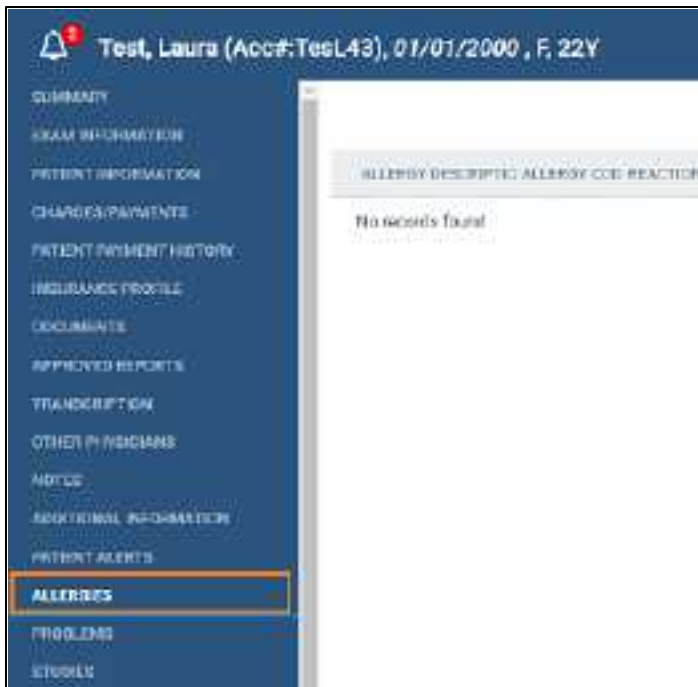 Test, Laura (Acc#:TesL43), 01/01/2000 , F, 22Y
SUMMARY
EXAM INFORMATION
PATIENT INFORMATION
CHARGES/PAYMENTS
PATIENT PAYMENT HISTORY
INSURANCE PROFILE
DOCUMENTS
APPROVED REPORTS
TRANSCRIPTION
OTHER PHYSICIANS
NOTES
ADDITIONAL INFORMATION
PATIENT ALERTS
ALLERGIES
PROBLEMS
STUDIES
ALLERGY DESCRIPTIO ALLERGY COD REACTION
No records found